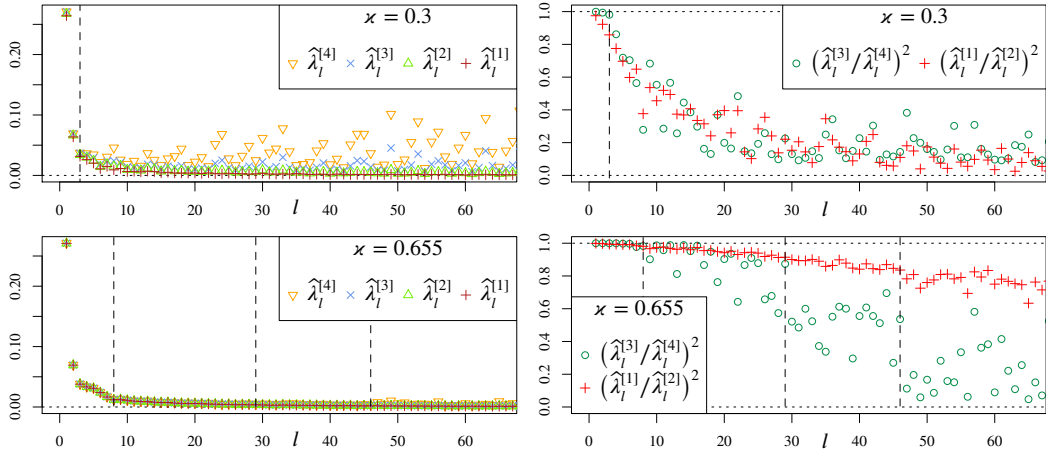 ϰ = 0.3
λ̂_l^[4] λ̂_l^[3] λ̂_l^[2] λ̂_l^[1]
0.00 0.10 0.20
0 10 20 30 40 50 60
l
ϰ = 0.3
(λ̂_l^[3]/λ̂_l^[4])² (λ̂_l^[1]/λ̂_l^[2])²
0.0 0.2 0.4 0.6 0.8 1.0
0 10 20 30 40 50 60
l
ϰ = 0.655
λ̂_l^[4] λ̂_l^[3] λ̂_l^[2] λ̂_l^[1]
0.00 0.10 0.20
0 10 20 30 40 50 60
l
ϰ = 0.655
(λ̂_l^[3]/λ̂_l^[4])²
(λ̂_l^[1]/λ̂_l^[2])²
0.0 0.2 0.4 0.6 0.8 1.0
0 10 20 30 40 50 60
l